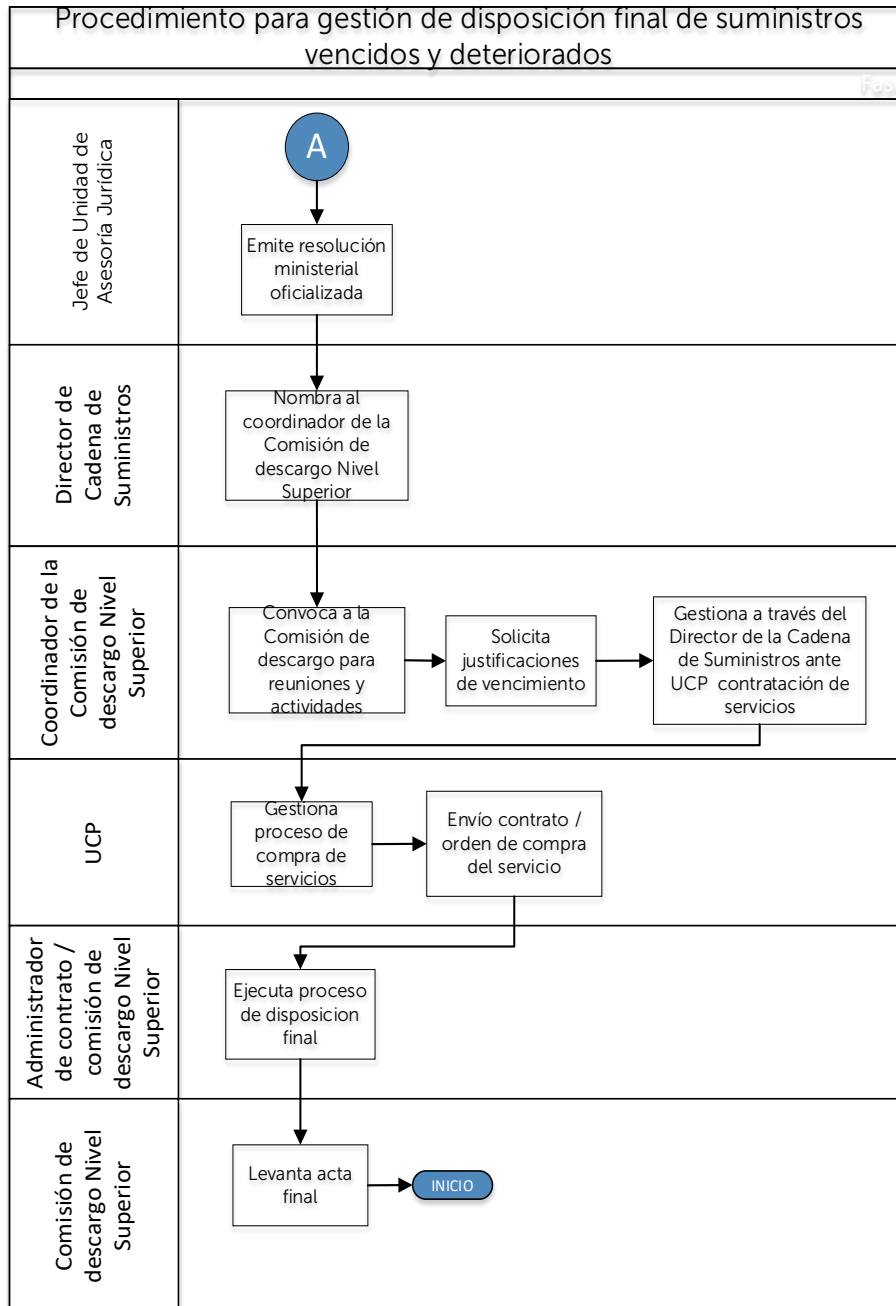 Procedimiento para gestión de disposición final de suministros
vencidos y deteriorados
Fas
Jefe de Unidad de
Asesoría Jurídica
A
Emite resolución
ministerial
oficializada
Director de
Cadena de
Suministros
Nombra al
coordinador de la
Comisión de
descargo Nivel
Superior
Coordinador de la
Comisión de
descargo Nivel
Superior
Convoca a la
Comisión de
descargo para
reuniones y
actividades
Solicita
justificaciones
de vencimiento
Gestiona a través del
Director de la Cadena
de Suministros ante
UCP contratación de
servicios
UCP
Gestiona
proceso de
compra de
servicios
Envío contrato /
orden de compra
del servicio
Administrador
de contrato /
comisión de
descargo Nivel
Superior
Ejecuta proceso
de disposicion
final
Comisión de
descargo Nivel
Superior
Levanta acta
final
INICIO